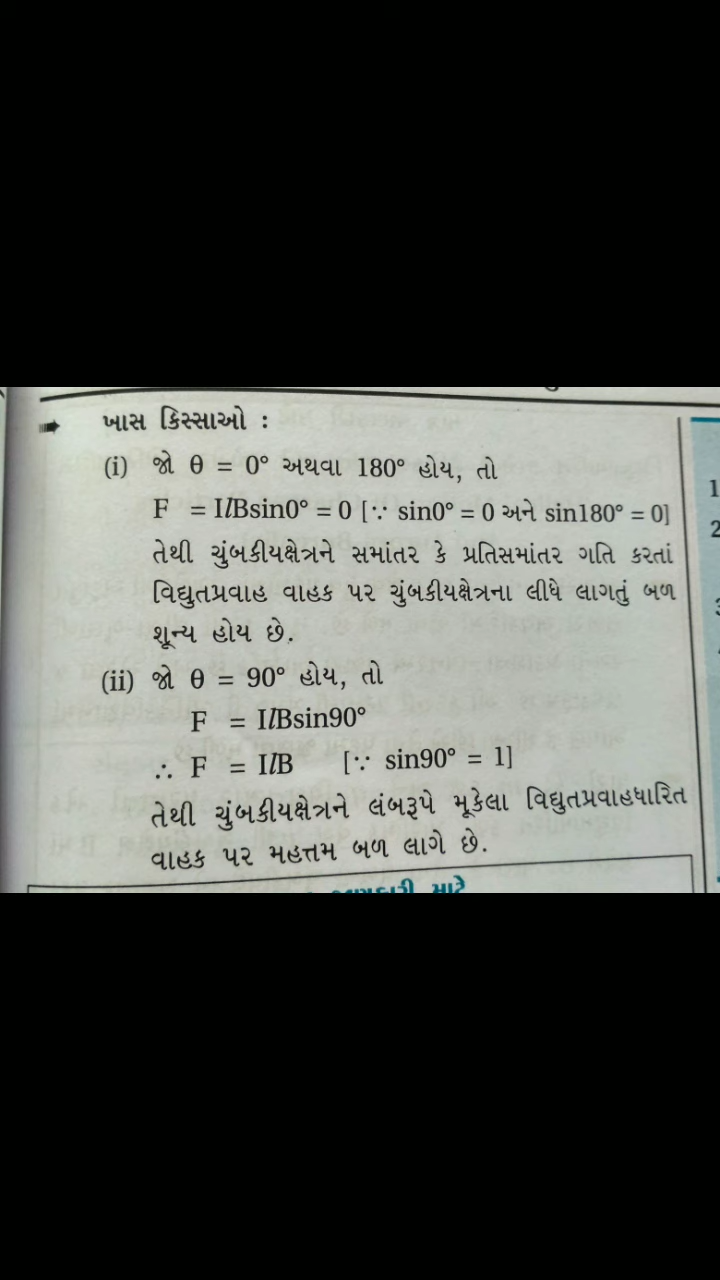 ➠ ખાસ કિસ્સાઓ :
(i) જો θ = 0° અથવા 180° હોય, તો
F = IlBsin0° = 0 [∵ sin0° = 0 અને sin180° = 0]
તેથી ચુંબકીયક્ષેત્રને સમાંતર કે પ્રતિસમાંતર ગતિ કરતાં
વિદ્યુતપ્રવાહ વાહક પર ચુંબકીયક્ષેત્રના લીધે લાગતું બળ
શૂન્ય હોય છે.
(ii) જો θ = 90° હોય, તો
F = IlBsin90°
∴ F = IlB [∵ sin90° = 1]
તેથી ચુંબકીયક્ષેત્રને લંબરૂપે મૂકેલા વિદ્યુતપ્રવાહધારિત
વાહક પર મહત્તમ બળ લાગે છે.
માટે
1
2